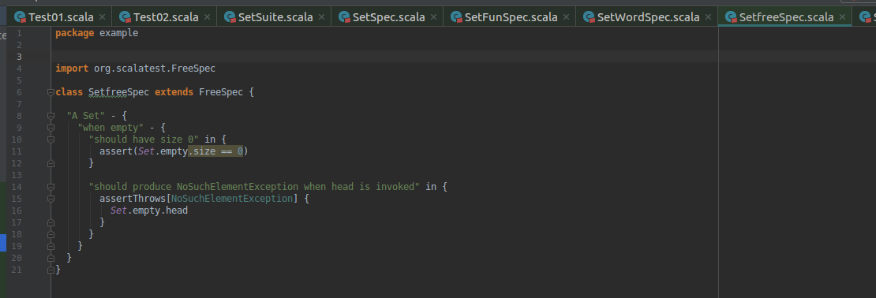 Test01.scala Test02.scala SetSuite.scala SetSpec.scala SetFunSpec.scala SetWordSpec.scala SetfreeSpec.scala
1 package example
2
3
4 import org.scalatest.FreeSpec
5
6 class SetfreeSpec extends FreeSpec {
7
8 "A Set" - {
9 "when empty" - {
10 "should have size 0" in {
11 assert(Set.empty.size == 0)
12 }
13
14 "should produce NoSuchElementException when head is invoked" in {
15 assertThrows[NoSuchElementException] {
16 Set.empty.head
17 }
18 }
19 }
20 }
21 }